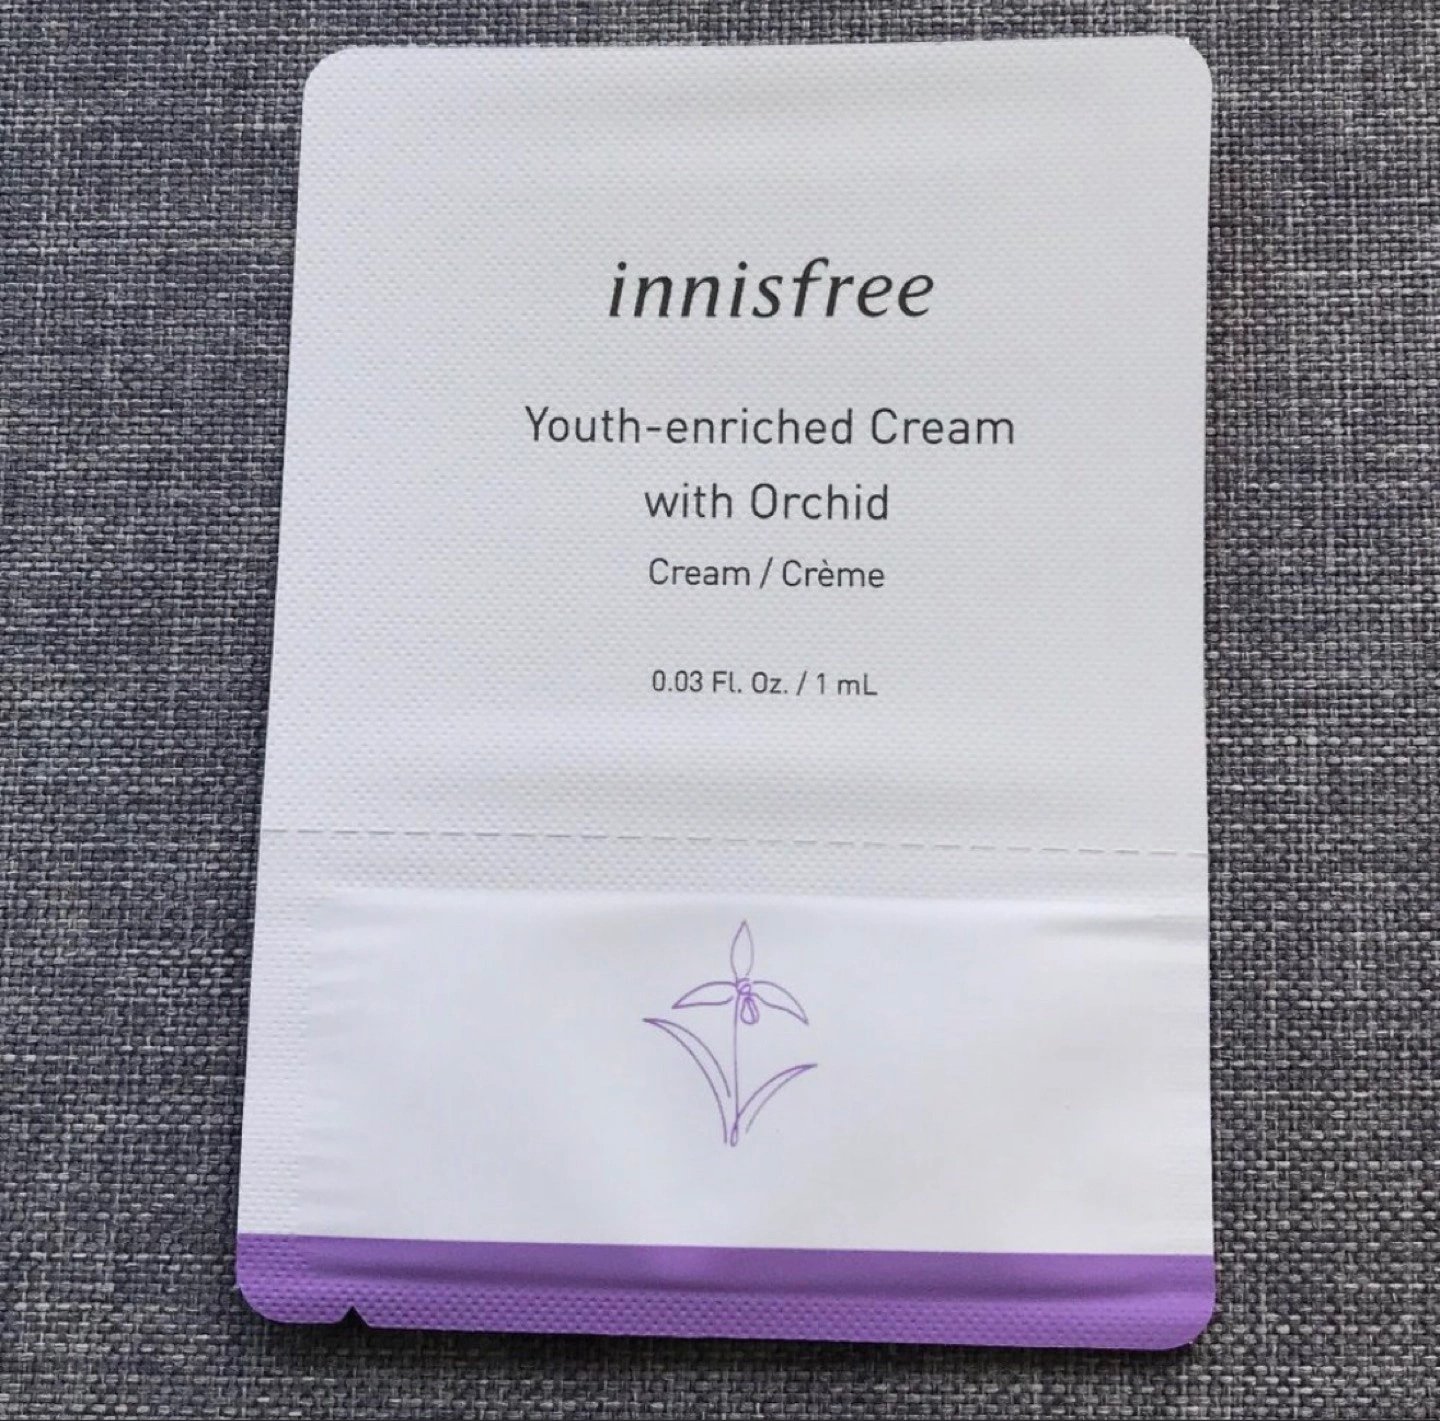 innisfree
Youth-enriched Cream
with Orchid
Cream / Crème
0.03 Fl. Oz. / 1 mL